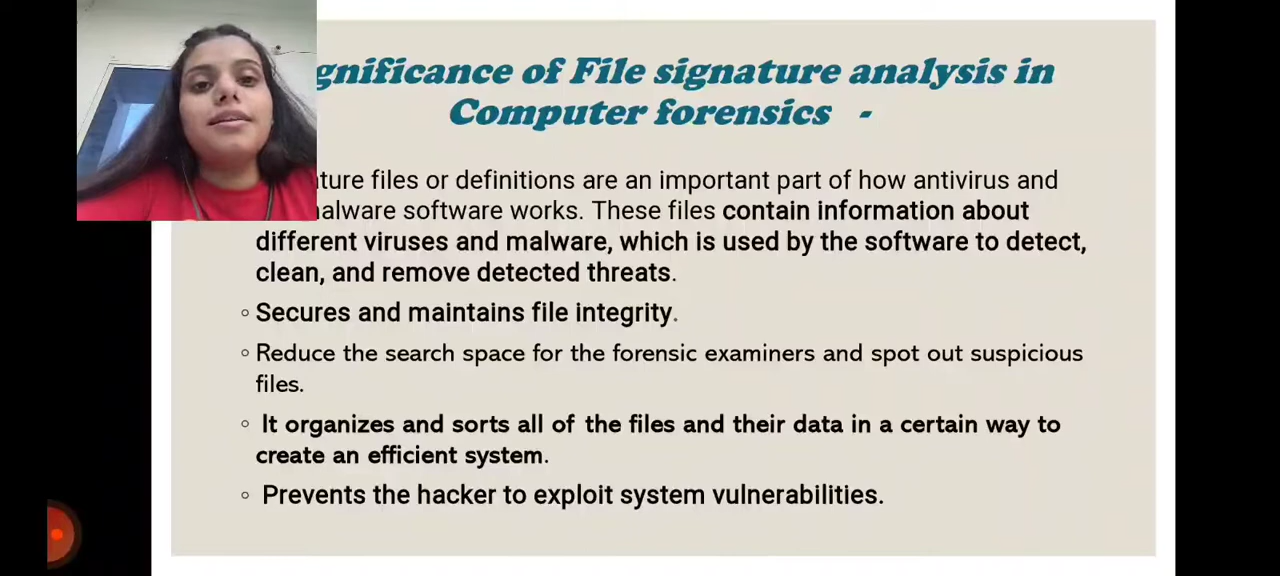 gnificance of File signature analysis in
Computer forensics -
ture files or definitions are an important part of how antivirus and
alware software works. These files contain information about
different viruses and malware, which is used by the software to detect,
clean, and remove detected threats.
◦ Secures and maintains file integrity.
◦ Reduce the search space for the forensic examiners and spot out suspicious
files.
◦ It organizes and sorts all of the files and their data in a certain way to
create an efficient system.
◦ Prevents the hacker to exploit system vulnerabilities.